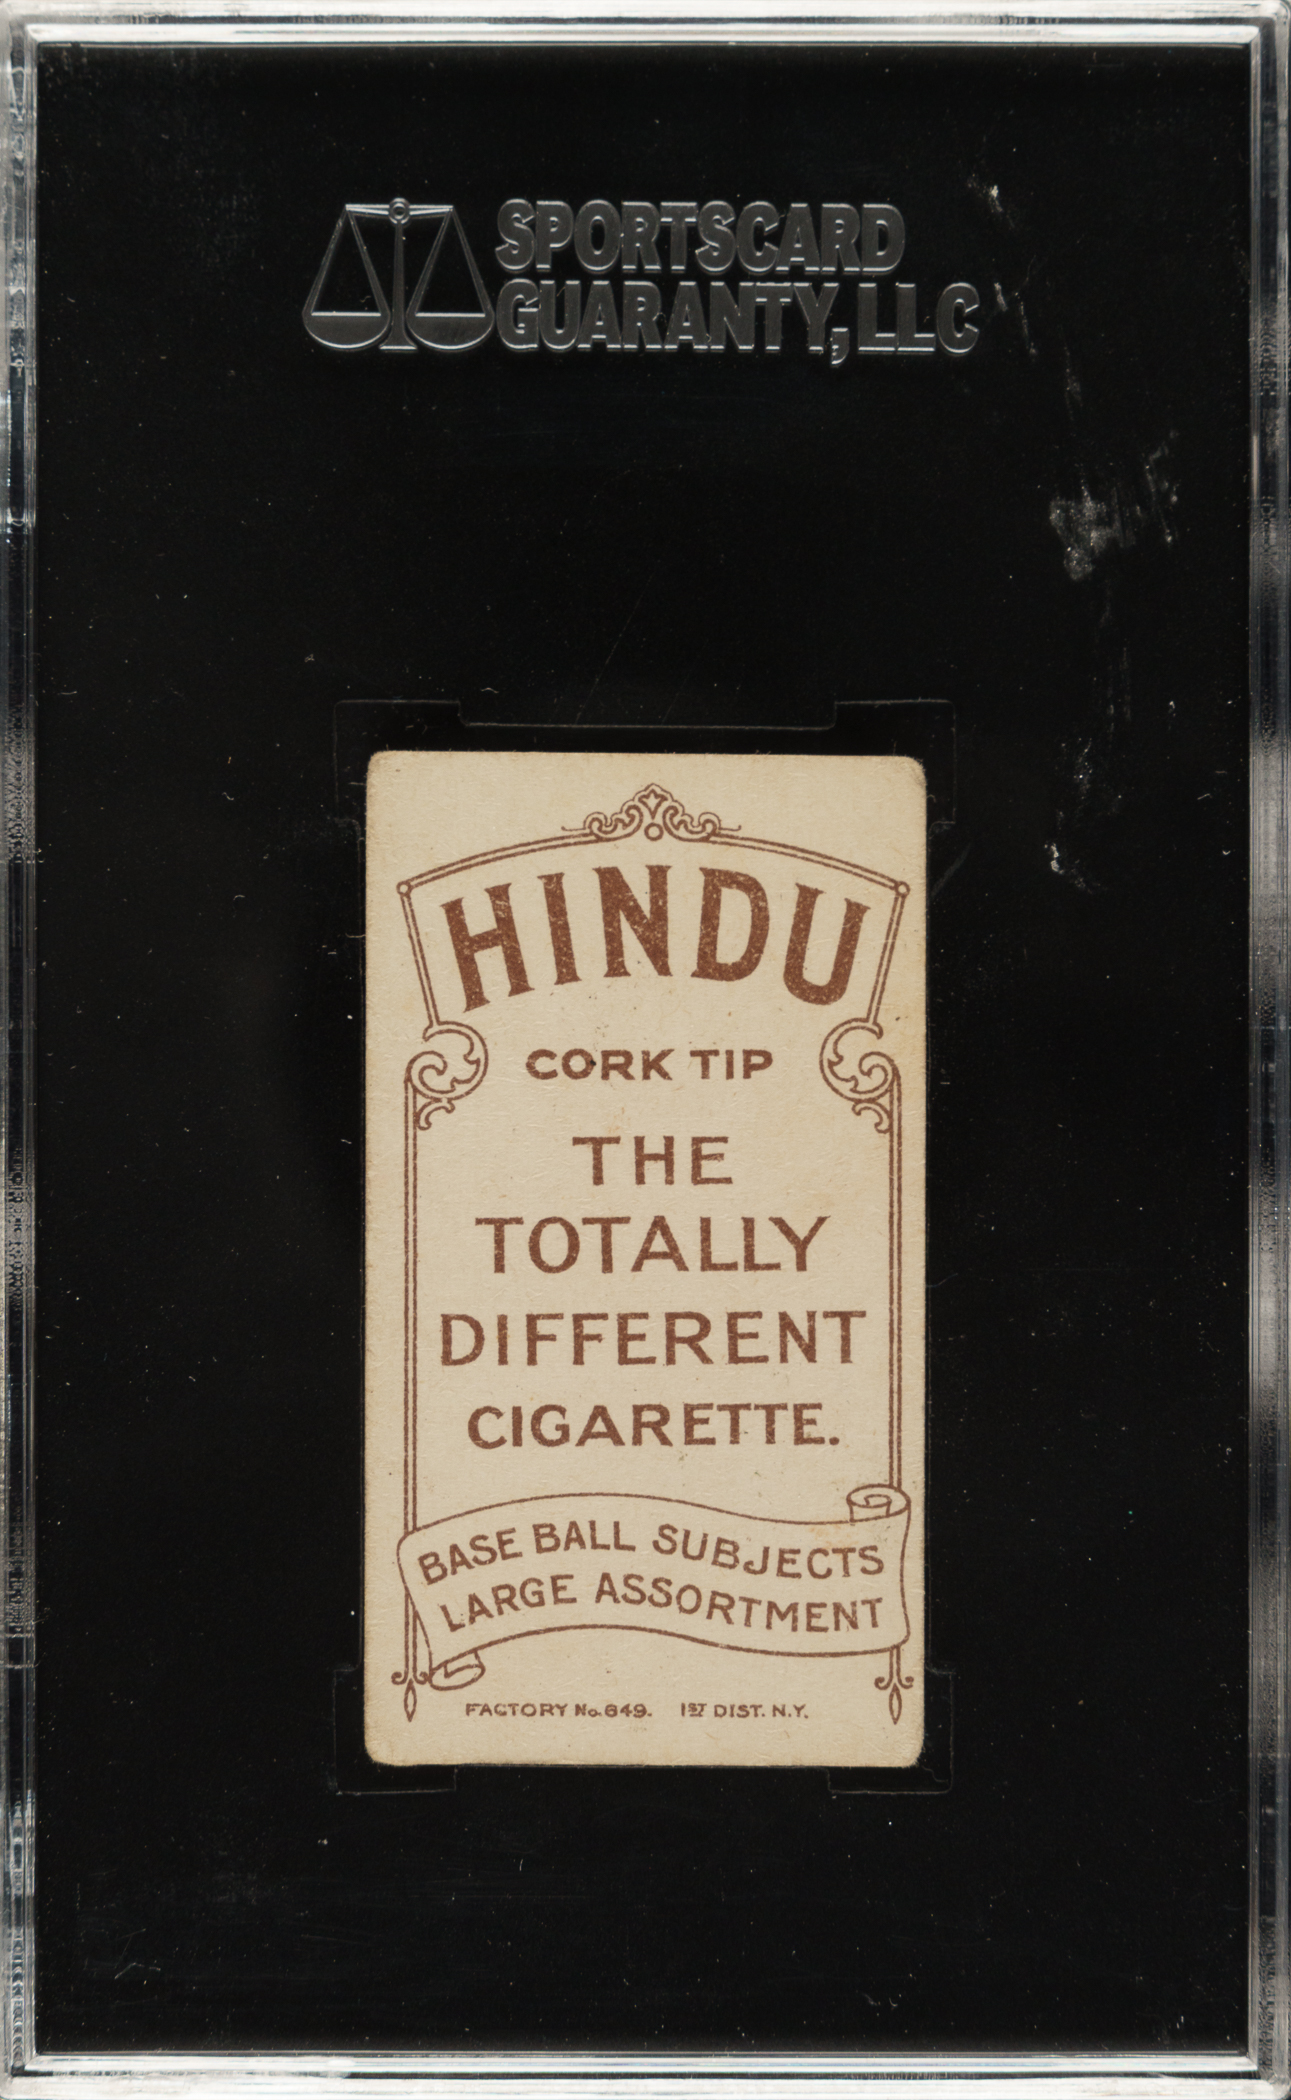 SPORTSCARD
GUARANTY, LLC
HINDU
CORK TIP
THE
TOTALLY
DIFFERENT
CIGARETTE.
BASE BALL SUBJECTS
LARGE ASSORTMENT
FACTORY No. 649. 1ST DIST. N.Y.